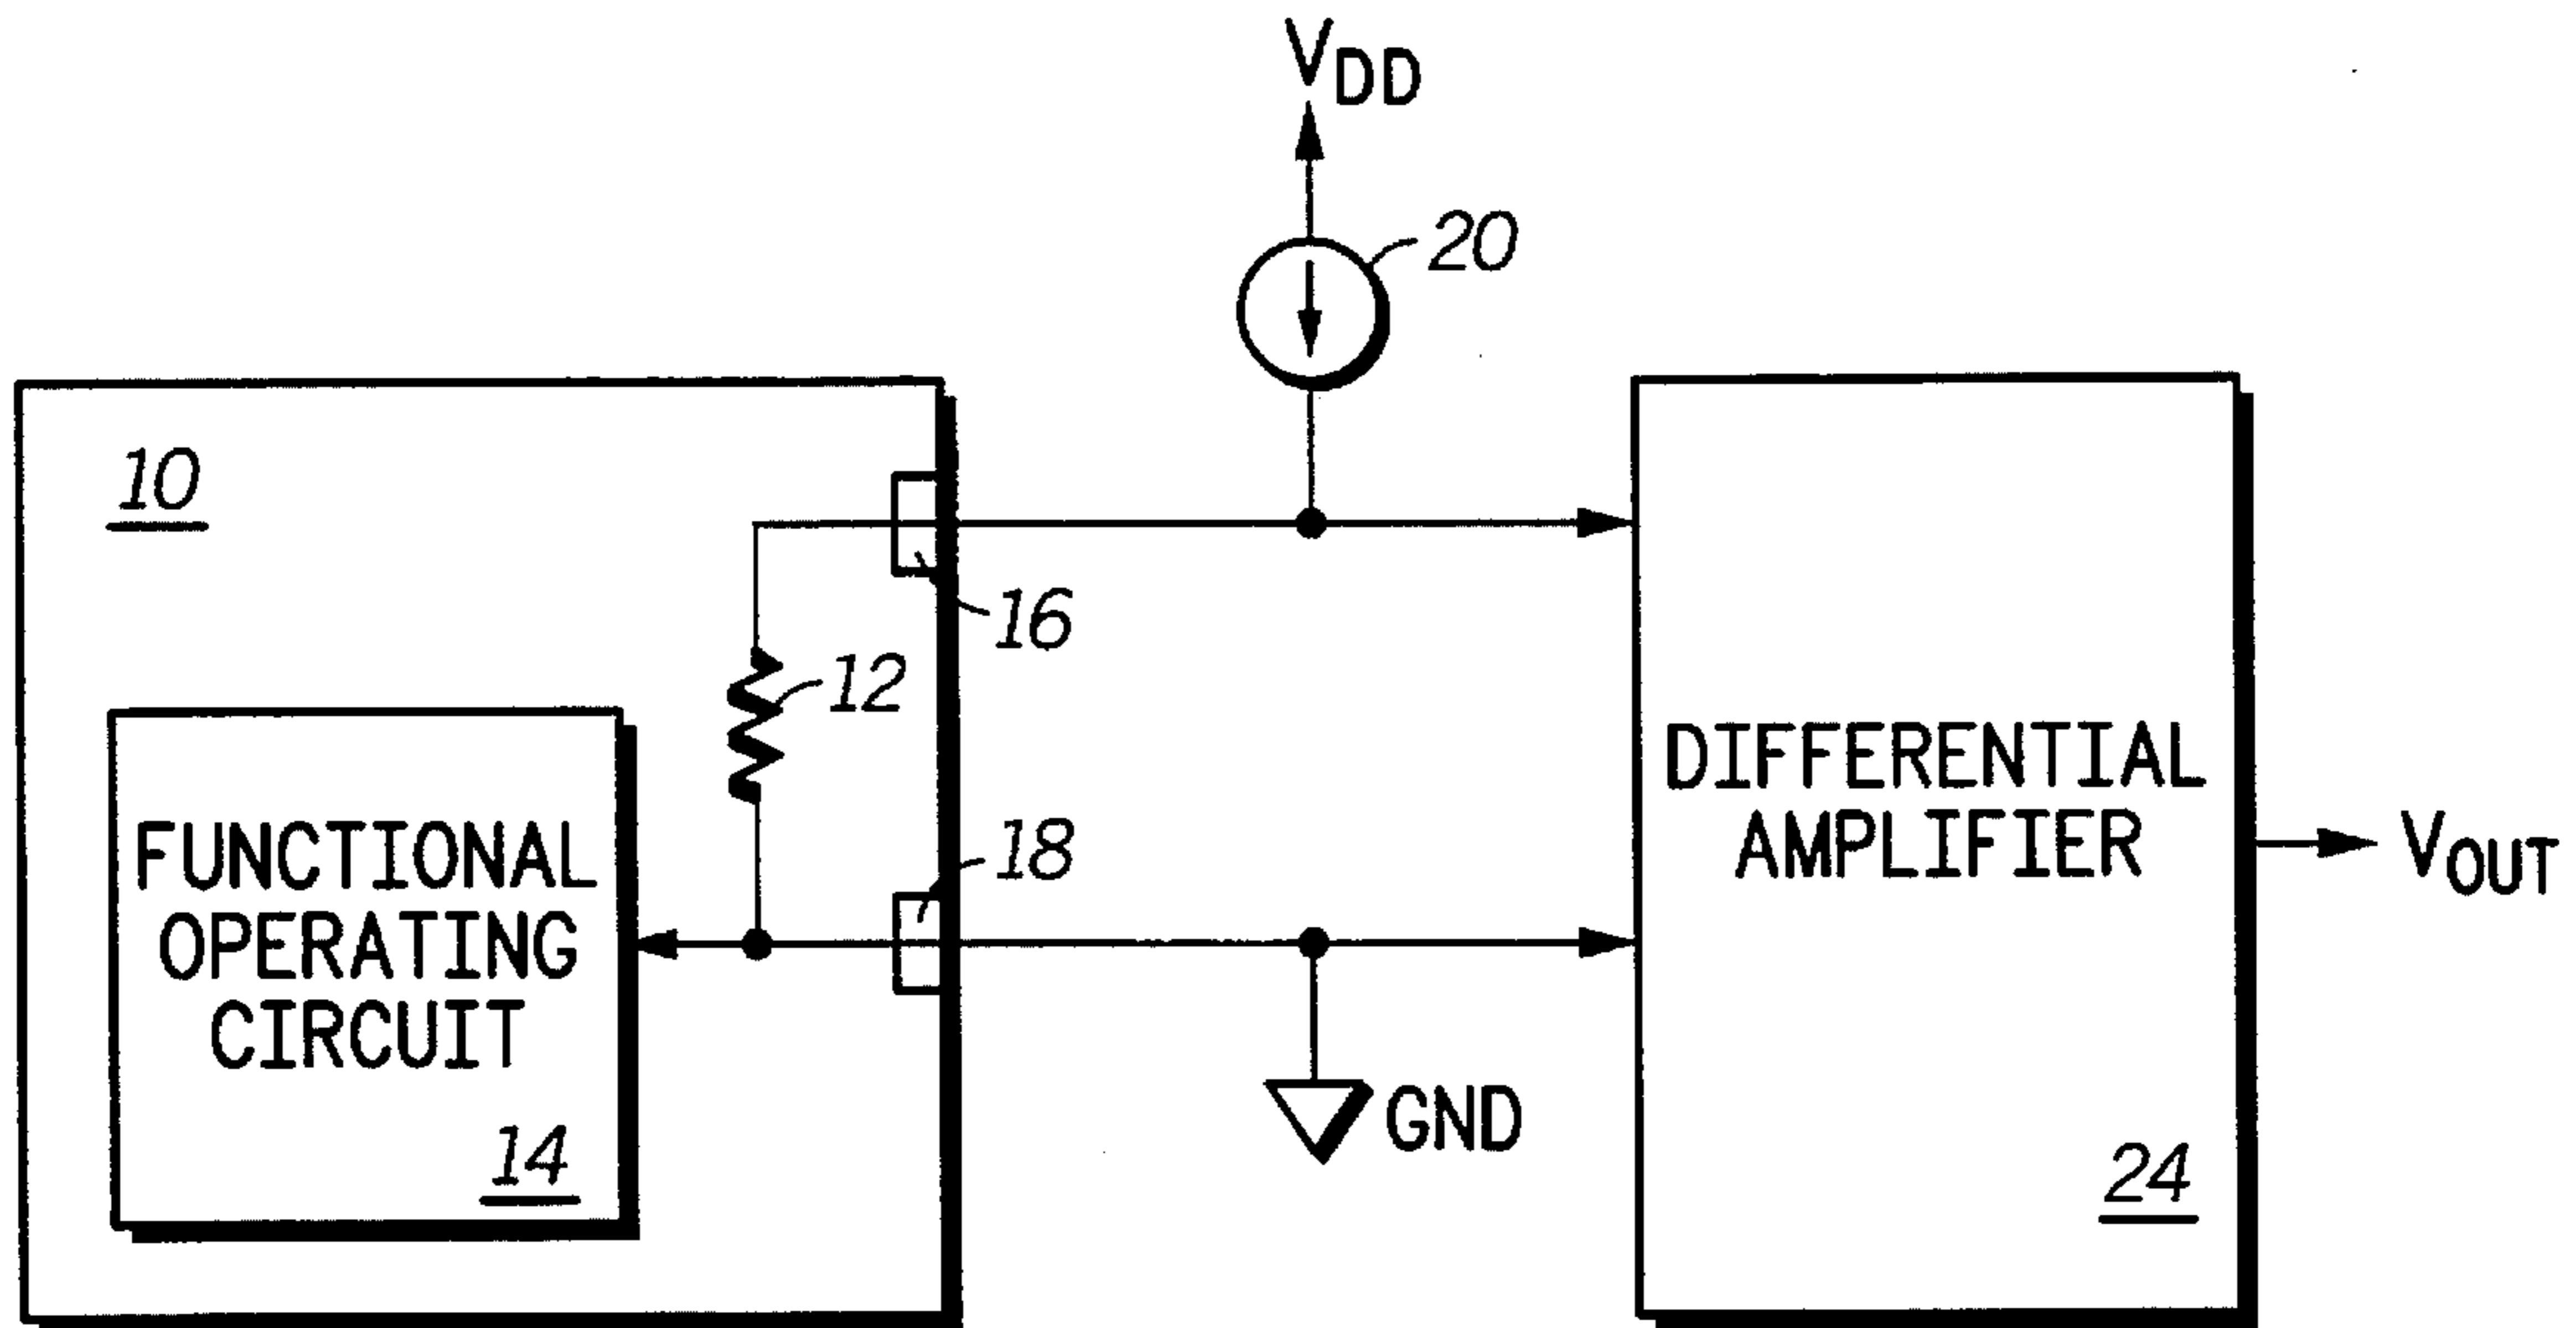 VDD
20
10
16
12
18
FUNCTIONAL
OPERATING
CIRCUIT
14
DIFFERENTIAL
AMPLIFIER
VOUT
GND
24